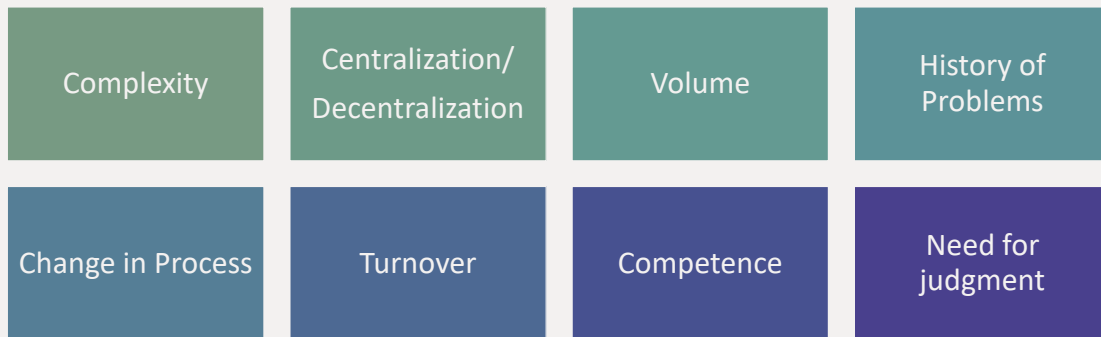 Complexity
Centralization/
Decentralization
Volume
History of
Problems
Change in Process
Turnover
Competence
Need for
judgment